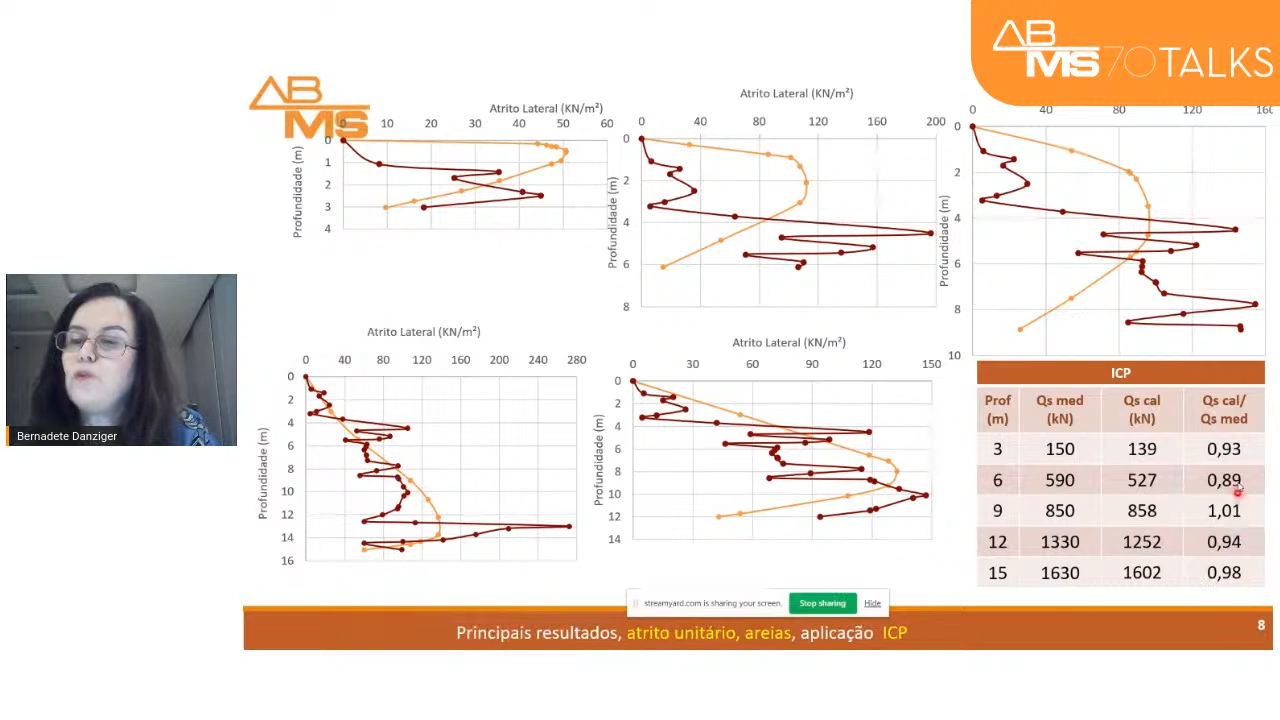 AB
MS 70 TALKS
AB
MS
Atrito Lateral (KN/m²)
0 10 20 30 40 50 60
Profundidade (m)
0
1
2
3
4
Atrito Lateral (KN/m²)
0 40 80 120 160 200
Profundidade (m)
0
2
4
6
8
0 40 80 120 160
Profundidade (m)
0
2
4
6
8
10
Atrito Lateral (KN/m²)
0 40 80 120 160 200 240 280
Profundidade (m)
0
2
4
6
8
10
12
14
16
Atrito Lateral (KN/m²)
0 30 60 90 120 150
Profundidade (m)
0
2
4
6
8
10
12
14
ICP
Prof (m) Qs med (kN) Qs cal (kN) Qs cal/ Qs med
3 150 139 0,93
6 590 527 0,89
9 850 858 1,01
12 1330 1252 0,94
15 1630 1602 0,98
Bernadete Danziger
streamyard.com is sharing your screen. Stop sharing Hide
Principais resultados, atrito unitário, areias, aplicação ICP
8